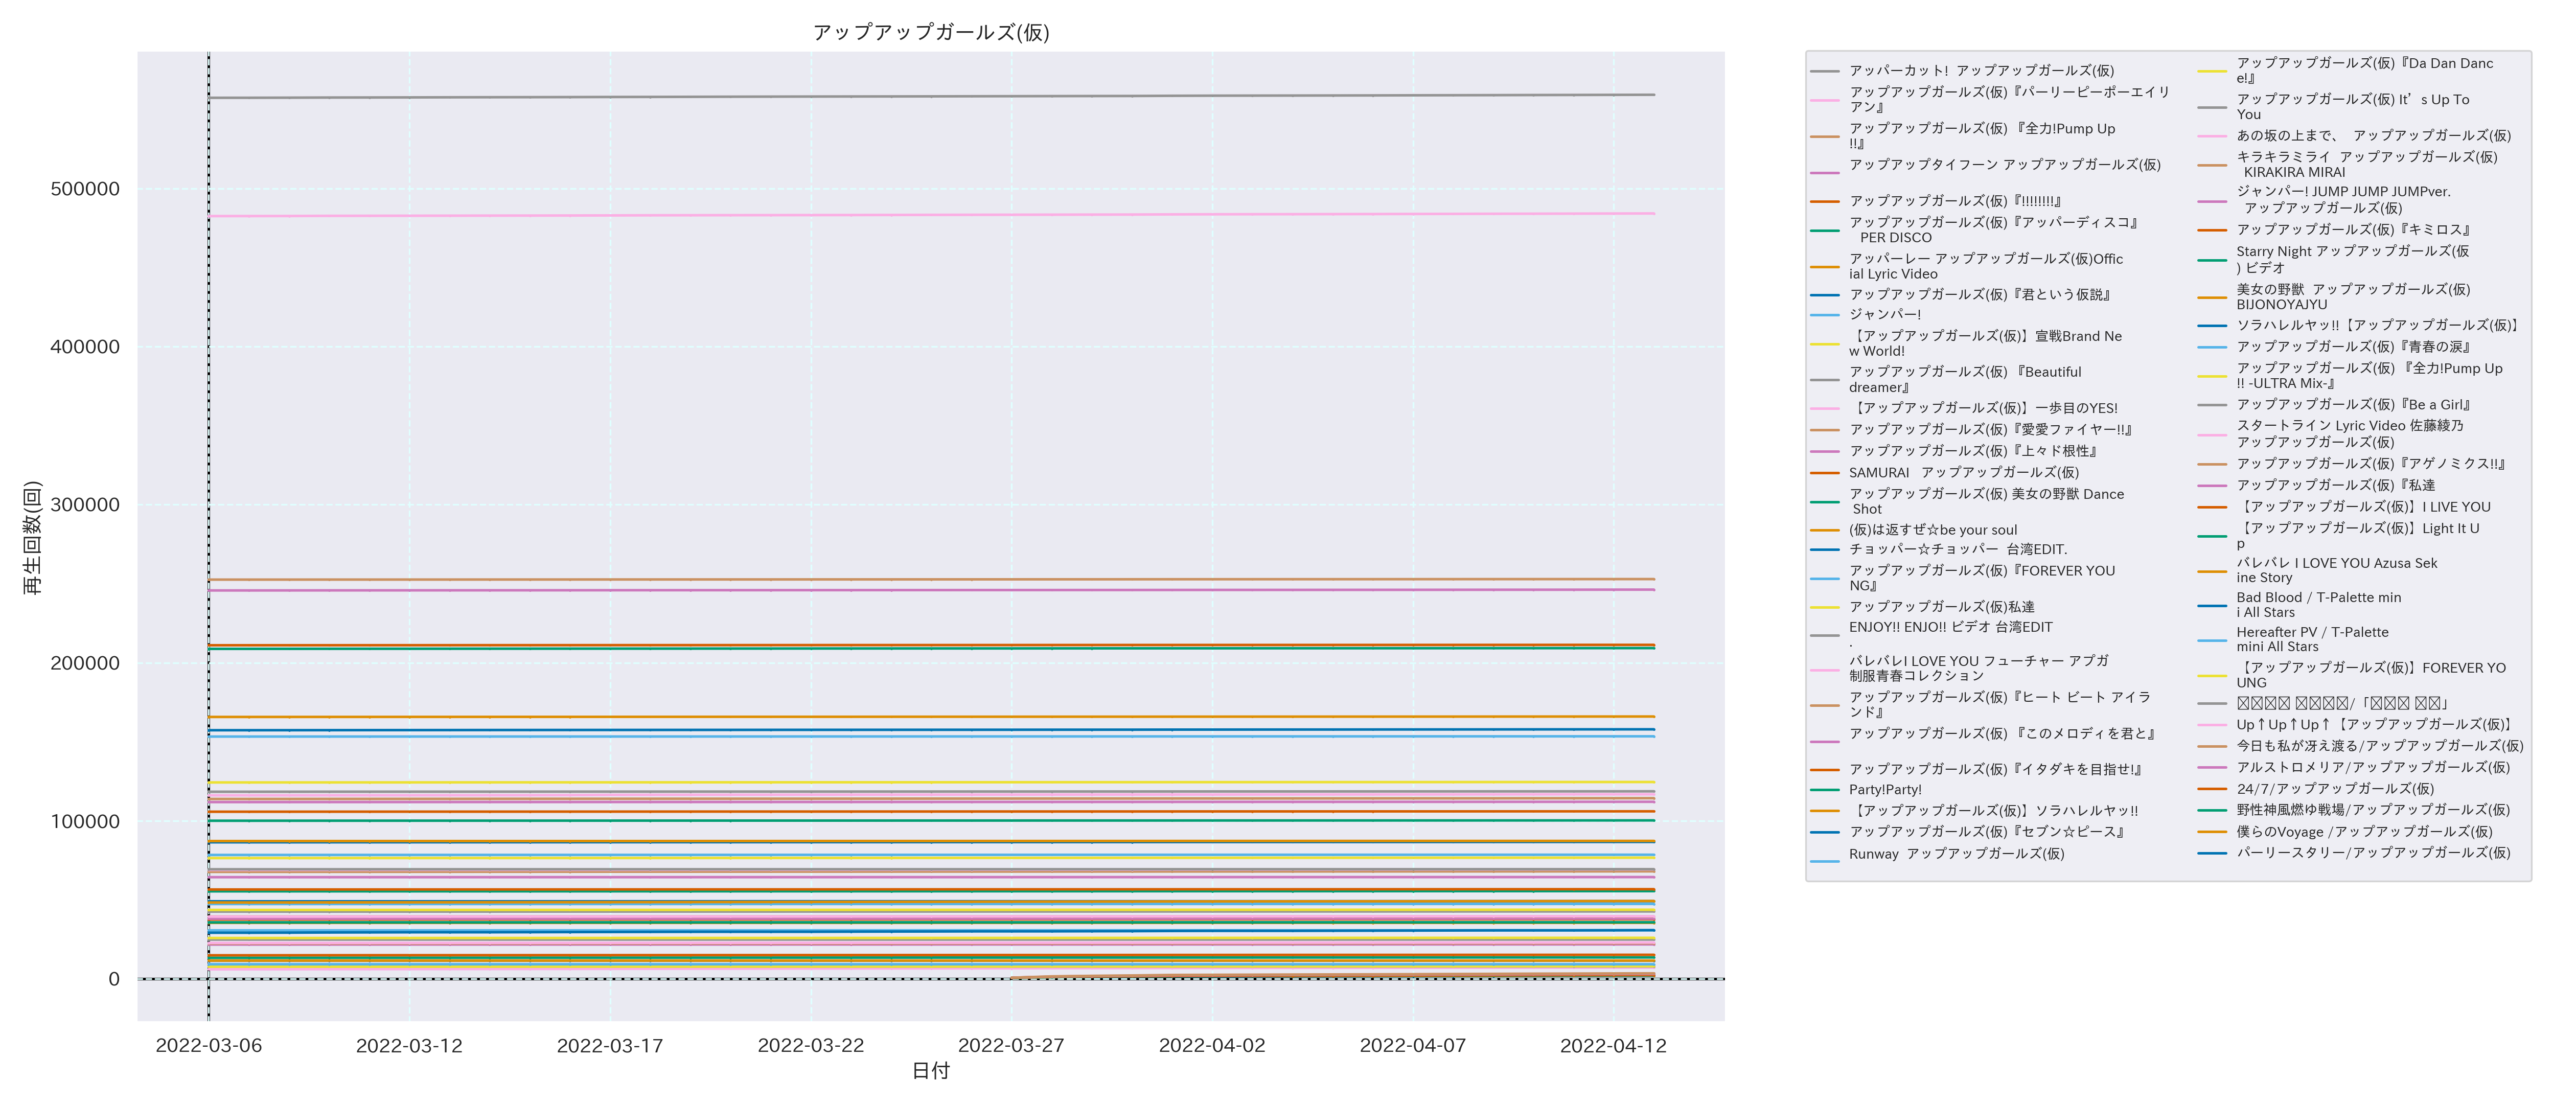 アップアップガールズ(仮)
再生回数(回)
500000
400000
300000
200000
100000
0
2022-03-06
2022-03-12
2022-03-17
2022-03-22
2022-03-27
2022-04-02
2022-04-07
2022-04-12
日付
アッパーカット! アップアップガールズ(仮)
アップアップガールズ(仮)『パーリーピーポーエイリ
アン』
アップアップガールズ(仮) 『全力!Pump Up
!!』
アップアップタイフーン アップアップガールズ(仮)
アップアップガールズ(仮)『!!!!!!!!』
アップアップガールズ(仮)『アッパーディスコ』
PER DISCO
アッパーレー アップアップガールズ(仮)Offic
ial Lyric Video
アップアップガールズ(仮)『君という仮説』
ジャンパー!
【アップアップガールズ(仮)】宣戦Brand Ne
w World!
アップアップガールズ(仮) 『Beautiful
dreamer』
【アップアップガールズ(仮)】一歩目のYES!
アップアップガールズ(仮)『愛愛ファイヤー!!』
アップアップガールズ(仮)『上々ド根性』
SAMURAI アップアップガールズ(仮)
アップアップガールズ(仮) 美女の野獣 Dance
Shot
(仮)は返すぜ☆be your soul
チョッパー☆チョッパー 台湾EDIT.
アップアップガールズ(仮)『FOREVER YOU
NG』
アップアップガールズ(仮)私達
ENJOY!! ENJO!! ビデオ 台湾EDIT
.
バレバレI LOVE YOU フューチャー アプガ
制服青春コレクション
アップアップガールズ(仮)『ヒート ビート アイラ
ンド』
アップアップガールズ(仮) 『このメロディを君と』
アップアップガールズ(仮)『イタダキを目指せ!』
Party!Party!
【アップアップガールズ(仮)】ソラハレルヤッ!!
アップアップガールズ(仮)『セブン☆ピース』
Runway アップアップガールズ(仮)
アップアップガールズ(仮)『Da Dan Danc
e!』
アップアップガールズ(仮) It’s Up To
You
あの坂の上まで、 アップアップガールズ(仮)
キラキラミライ アップアップガールズ(仮)
KIRAKIRA MIRAI
ジャンパー! JUMP JUMP JUMPver.
アップアップガールズ(仮)
アップアップガールズ(仮)『キミロス』
Starry Night アップアップガールズ(仮
) ビデオ
美女の野獣 アップアップガールズ(仮)
BIJONOYAJYU
ソラハレルヤッ!!【アップアップガールズ(仮)】
アップアップガールズ(仮)『青春の涙』
アップアップガールズ(仮) 『全力!Pump Up
!! -ULTRA Mix-』
アップアップガールズ(仮)『Be a Girl』
スタートライン Lyric Video 佐藤綾乃
アップアップガールズ(仮)
アップアップガールズ(仮)『アゲノミクス!!』
アップアップガールズ(仮)『私達
【アップアップガールズ(仮)】I LIVE YOU
【アップアップガールズ(仮)】Light It U
p
バレバレ I LOVE YOU Azusa Sek
ine Story
Bad Blood / T-Palette min
i All Stars
Hereafter PV / T-Palette
mini All Stars
【アップアップガールズ(仮)】FOREVER YO
UNG
Up↑Up↑Up↑【アップアップガールズ(仮)】
今日も私が冴え渡る/アップアップガールズ(仮)
アルストロメリア/アップアップガールズ(仮)
24/7/アップアップガールズ(仮)
野性神風燃ゆ戦場/アップアップガールズ(仮)
僕らのVoyage /アップアップガールズ(仮)
パーリースタリー/アップアップガールズ(仮)